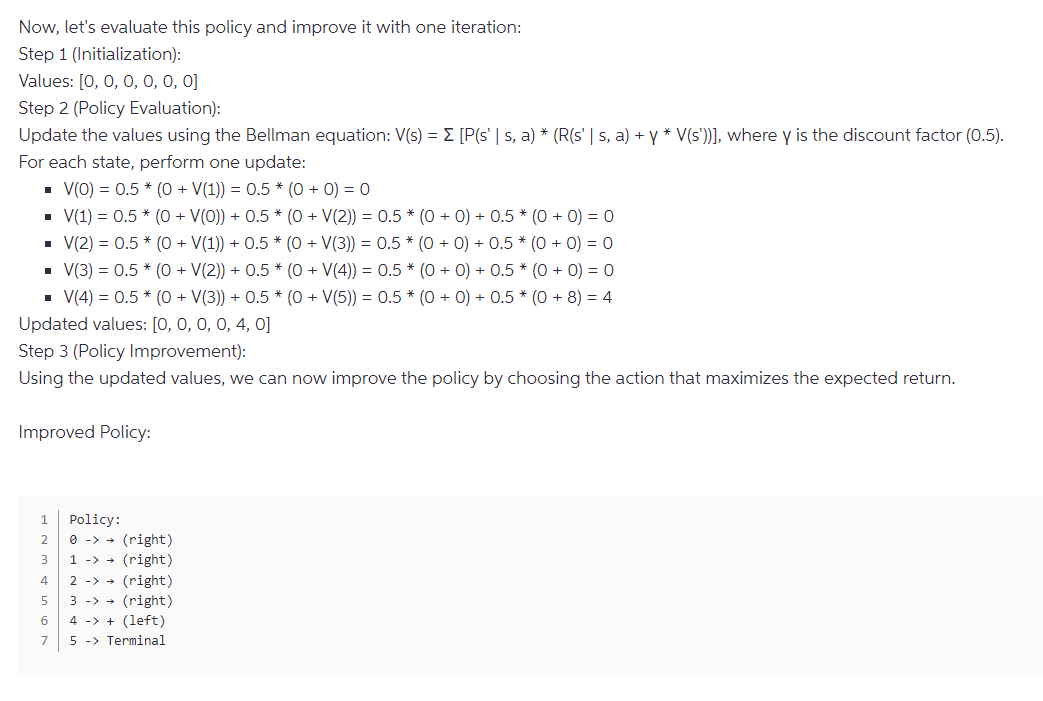 Now, let's evaluate this policy and improve it with one iteration:
Step 1 (Initialization):
Values: [0, 0, 0, 0, 0, 0]
Step 2 (Policy Evaluation):
Update the values using the Bellman equation: V(s) = Σ [P(s' | s, a) * (R(s' | s, a) + γ * V(s'))], where γ is the discount factor (0.5).
For each state, perform one update:
▪ V(0) = 0.5 * (0 + V(1)) = 0.5 * (0 + 0) = 0
▪ V(1) = 0.5 * (0 + V(0)) + 0.5 * (0 + V(2)) = 0.5 * (0 + 0) + 0.5 * (0 + 0) = 0
▪ V(2) = 0.5 * (0 + V(1)) + 0.5 * (0 + V(3)) = 0.5 * (0 + 0) + 0.5 * (0 + 0) = 0
▪ V(3) = 0.5 * (0 + V(2)) + 0.5 * (0 + V(4)) = 0.5 * (0 + 0) + 0.5 * (0 + 0) = 0
▪ V(4) = 0.5 * (0 + V(3)) + 0.5 * (0 + V(5)) = 0.5 * (0 + 0) + 0.5 * (0 + 8) = 4
Updated values: [0, 0, 0, 0, 4, 0]
Step 3 (Policy Improvement):
Using the updated values, we can now improve the policy by choosing the action that maximizes the expected return.
Improved Policy:
1 Policy:
2 0 -> → (right)
3 1 -> → (right)
4 2 -> → (right)
5 3 -> → (right)
6 4 -> + (left)
7 5 -> Terminal